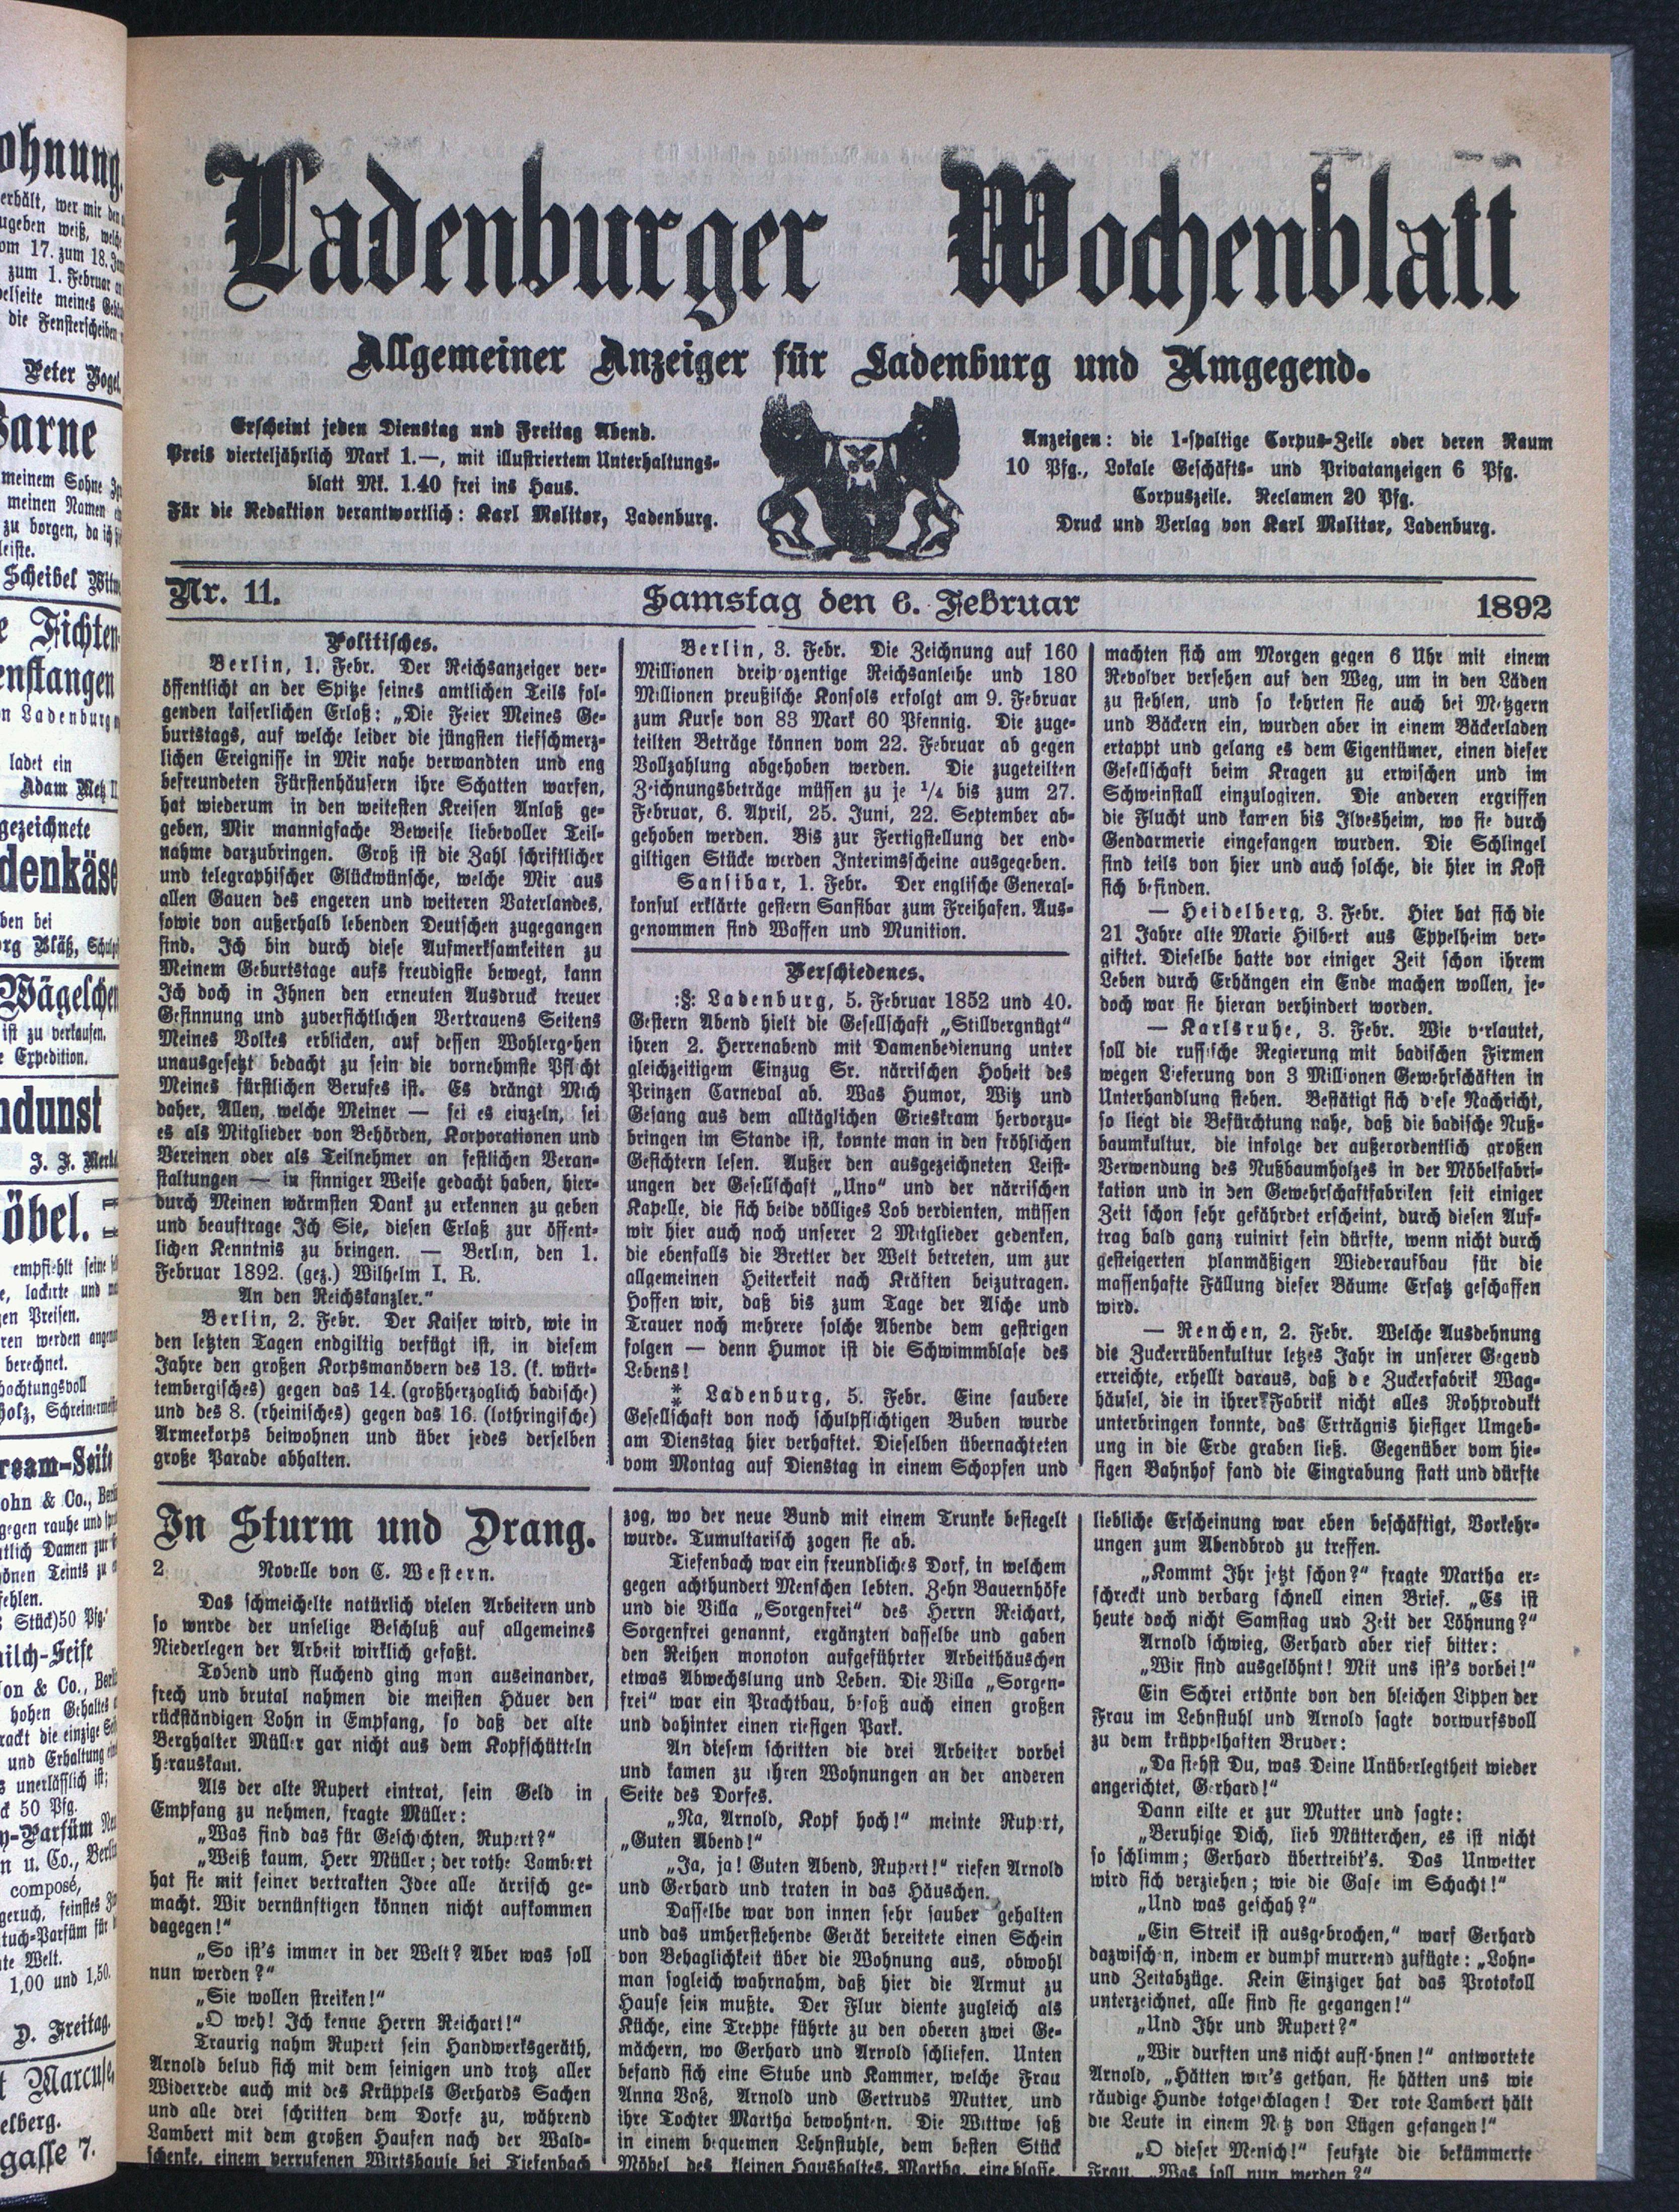 Ladenburger Wochenblatt
Allgemeiner Anzeiger für Ladenburg und Umgegend.
Erscheint jeden Dienstag und Freitag Abend.
Preis vierteljährlich Mark 1.—, mit illustriertem Unterhaltungs-
blatt Mk. 1.40 frei ins Haus.
Für die Redaktion verantwortlich: Karl Molitor, Ladenburg.
Anzeigen: die 1-spaltige Corpus-Zeile oder deren Raum
10 Pfg., Lokale Geschäfts- und Privatanzeigen 6 Pfg.
Corpuszeile. Reclamen 20 Pfg.
Druck und Verlag von Karl Molitor, Ladenburg.
Nr. 11. Samstag den 6. Februar 1892
Politisches.
Berlin, 1. Febr. Der Reichsanzeiger ver-
öffentlicht an der Spitze seines amtlichen Teils fol-
genden kaiserlichen Erlaß: „Die Feier Meines Ge-
burtstags, auf welche leider die jüngsten tiefschmerz-
lichen Ereignisse in Mir nahe verwandten und eng
befreundeten Fürstenhäusern ihre Schatten warfen,
hat wiederum in den weitesten Kreisen Anlaß ge-
geben, Mir mannigfache Beweise liebevoller Teil-
nahme darzubringen. Groß ist die Zahl schriftlicher
und telegraphischer Glückwünsche, welche Mir aus
allen Gauen des engeren und weiteren Vaterlandes,
sowie von außerhalb lebenden Deutschen zugegangen
sind. Ich bin durch diese Aufmerksamkeiten zu
Meinem Geburtstage aufs freudigste bewegt, kann
Ich doch in Ihnen den erneuten Ausdruck treuer
Gesinnung und zuversichtlichen Vertrauens Seitens
Meines Volkes erblicken, auf dessen Wohlergehen
unausgesetzt bedacht zu sein die vornehmste Pflicht
Meines fürstlichen Berufes ist. Es drängt Mich
daher, Allen, welche Meiner — sei es einzeln, sei
es als Mitglieder von Behörden, Korporationen und
Vereinen oder als Teilnehmer an festlichen Veran-
staltungen — in sinniger Weise gedacht haben, hier-
durch Meinen wärmsten Dank zu erkennen zu geben
und beauftrage Ich Sie, diesen Erlaß zur öffent-
lichen Kenntnis zu bringen. — Berlin, den 1.
Februar 1892. (gez.) Wilhelm I. R.
An den Reichskanzler.“
Berlin, 2. Febr. Der Kaiser wird, wie in
den letzten Tagen endgiltig verfügt ist, in diesem
Jahre den großen Korpsmanövern des 13. (k. würt-
tembergisches) gegen das 14. (großherzoglich badische)
und des 8. (rheinisches) gegen das 16. (lothringische)
Armeekorps beiwohnen und über jedes derselben
große Parade abhalten.
Berlin, 3. Febr. Die Zeichnung auf 160
Millionen dreiprozentige Reichsanleihe und 180
Millionen preußische Konsols erfolgt am 9. Februar
zum Kurse von 83 Mark 60 Pfennig. Die zuge-
teilten Beträge können vom 22. Februar ab gegen
Vollzahlung abgehoben werden. Die zugeteilten
Zeichnungsbeträge müssen zu je 1/4 bis zum 27.
Februar, 6. April, 25. Juni, 22. September ab-
gehoben werden. Bis zur Fertigstellung der end-
giltigen Stücke werden Interimsscheine ausgegeben.
Sansibar, 1. Febr. Der englische General-
konsul erklärte gestern Sansibar zum Freihafen. Aus-
genommen sind Waffen und Munition.
Verschiedenes.
:§: Ladenburg, 5. Februar 1852 und 40.
Gestern Abend hielt die Gesellschaft „Stillvergnügt“
ihren 2. Herrenabend mit Damenbedienung unter
gleichzeitigem Einzug Sr. närrischen Hoheit des
Prinzen Carneval ab. Was Humor, Witz und
Gesang aus dem alltäglichen Grieskram hervorzu-
bringen im Stande ist, konnte man in den fröhlichen
Gesichtern lesen. Außer den ausgezeichneten Leist-
ungen der Gesellschaft „Uno“ und der närrischen
Kapelle, die sich beide völliges Lob verdienten, müssen
wir hier auch noch unserer 2 Mitglieder gedenken,
die ebenfalls die Bretter der Welt betreten, um zur
allgemeinen Heiterkeit nach Kräften beizutragen.
Hoffen wir, daß bis zum Tage der Asche und
Trauer noch mehrere solche Abende dem gestrigen
folgen — denn Humor ist die Schwimmblase des
Lebens!
** Ladenburg, 5. Febr. Eine saubere
Gesellschaft von noch schulpflichtigen Buben wurde
am Dienstag hier verhaftet. Dieselben übernachteten
vom Montag auf Dienstag in einem Schopfen und
machten sich am Morgen gegen 6 Uhr mit einem
Revolver versehen auf den Weg, um in den Läden
zu stehlen, und so kehrten sie auch bei Metzgern
und Bäckern ein, wurden aber in einem Bäckerladen
ertappt und gelang es dem Eigentümer, einen dieser
Gesellschaft beim Kragen zu erwischen und im
Schweinstall einzulogiren. Die anderen ergriffen
die Flucht und kamen bis Ilvesheim, wo sie durch
Gendarmerie eingefangen wurden. Die Schlingel
sind teils von hier und auch solche, die hier in Kost
sich befinden.
— Heidelberg, 3. Febr. Hier hat sich die
21 Jahre alte Marie Hilbert aus Eppelheim ver-
giftet. Dieselbe hatte vor einiger Zeit schon ihrem
Leben durch Erhängen ein Ende machen wollen, je-
doch war sie hieran verhindert worden.
— Karlsruhe, 3. Febr. Wie verlautet,
soll die russische Regierung mit badischen Firmen
wegen Lieferung von 3 Millionen Gewehrschäften in
Unterhandlung stehen. Bestätigt sich diese Nachricht,
so liegt die Befürchtung nahe, daß die badische Nuß-
baumkultur, die infolge der außerordentlich großen
Verwendung des Nußbaumholzes in der Möbelfabri-
kation und in den Gewehrschaftfabriken seit einiger
Zeit schon sehr gefährdet erscheint, durch diesen Auf-
trag bald ganz ruinirt sein dürfte, wenn nicht durch
gesteigerten planmäßigen Wiederaufbau für die
massenhafte Fällung dieser Bäume Ersatz geschaffen
wird.
— Renchen, 2. Febr. Welche Ausdehnung
die Zuckerrübenkultur letzes Jahr in unserer Gegend
erreichte, erhellt daraus, daß die Zuckerfabrik Wag-
häusel, die in ihrer Fabrik nicht alles Rohprodukt
unterbringen konnte, das Erträgnis hiesiger Umgeb-
ung in die Erde graben ließ. Gegenüber vom hie-
sigen Bahnhof fand die Eingrabung statt und dürfte
In Sturm und Drang.
2 Novelle von C. Western.
Das schmeichelte natürlich vielen Arbeitern und
so wurde der unselige Beschluß auf allgemeines
Niederlegen der Arbeit wirklich gefaßt.
Tobend und fluchend ging man auseinander,
frech und brutal nahmen die meisten Häuer den
rückständigen Lohn in Empfang, so daß der alte
Berghalter Müller gar nicht aus dem Kopfschütteln
herauskam.
Als der alte Rupert eintrat, sein Geld in
Empfang zu nehmen, fragte Müller:
„Was sind das für Geschichten, Rupert?“
„Weiß kaum, Herr Müller; der rothe Lambert
hat sie mit seiner vertrakten Idee alle ärrisch ge-
macht. Wir vernünftigen können nicht aufkommen
dagegen!“
„So ist's immer in der Welt? Aber was soll
nun werden?“
„Sie wollen streiken!“
„O weh! Ich kenne Herrn Reichart!“
Traurig nahm Rupert sein Handwerksgeräth,
Arnold belud sich mit dem seinigen und trotz aller
Widerrede auch mit des Krüppels Gerhards Sachen
und alle drei schritten dem Dorfe zu, während
Lambert mit dem großen Haufen nach der Wald-
schenke, einem verrufenen Wirtshause bei Tiefenbach
zog, wo der neue Bund mit einem Trunke besiegelt
wurde. Tumultarisch zogen sie ab.
Tiefenbach war ein freundliches Dorf, in welchem
gegen achthundert Menschen lebten. Zehn Bauernhöfe
und die Villa „Sorgenfrei“ des Herrn Reichart,
Sorgenfrei genannt, ergänzten dasselbe und gaben
den Reihen monoton aufgeführter Arbeithäuschen
etwas Abwechslung und Leben. Die Villa „Sorgen-
frei“ war ein Prachtbau, besaß auch einen großen
und dahinter einen riesigen Park.
An diesem schritten die drei Arbeiter vorbei
und kamen zu ihren Wohnungen an der anderen
Seite des Dorfes.
„Na, Arnold, Kopf hoch!“ meinte Rupert,
„Guten Abend!“
„Ja, ja! Guten Abend, Rupert!“ riefen Arnold
und Gerhard und traten in das Häuschen.
Dasselbe war von innen sehr sauber gehalten
und das umherstehende Gerät bereitete einen Schein
von Behaglichkeit über die Wohnung aus, obwohl
man sogleich wahrnahm, daß hier die Armut zu
Hause sein mußte. Der Flur diente zugleich als
Küche, eine Treppe führte zu den oberen zwei Ge-
mächern, wo Gerhard und Arnold schliefen. Unten
befand sich eine Stube und Kammer, welche Frau
Anna Voß, Arnold und Gertruds Mutter, und
ihre Tochter Martha bewohnten. Die Wittwe saß
in einem bequemen Lehnstuhle, dem besten Stück
Möbel des kleinen Haushaltes. Martha, eine blasse,
liebliche Erscheinung war eben beschäftigt, Vorkehr-
ungen zum Abendbrod zu treffen.
„Kommt Ihr jetzt schon?“ fragte Martha er-
schreckt und verbarg schnell einen Brief. „Es ist
heute doch nicht Samstag und Zeit der Löhnung?“
Arnold schwieg, Gerhard aber rief bitter:
„Wir sind ausgelöhnt! Mit uns ist's vorbei!“
Ein Schrei ertönte von den bleichen Lippen der
Frau im Lehnstuhl und Arnold sagte vorwurfsvoll
zu dem krüppelhaften Bruder:
„Da siehst Du, was Deine Unüberlegtheit wieder
angerichtet, Gerhard!“
Dann eilte er zur Mutter und sagte:
„Beruhige Dich, lieb Mütterchen, es ist nicht
so schlimm; Gerhard übertreibt's. Das Unwetter
wird sich verziehen; wie die Gase im Schacht!“
„Und was geschah?“
„Ein Streik ist ausgebrochen,“ warf Gerhard
dazwischen, indem er dumpf murrend zufügte: „Lohn-
und Zeitabzüge. Kein Einziger hat das Protokoll
unterzeichnet, alle sind sie gegangen!“
„Und Ihr und Rupert?“
„Wir durften uns nicht auflehnen!“ antwortete
Arnold, „Hätten wir's gethan, sie hätten uns wie
räudige Hunde totgeschlagen! Der rote Lambert hält
die Leute in einem Netz von Lügen gefangen!“
„O dieser Mensch!“ seufzte die bekümmerte
Frau. „Was soll nun werden?“